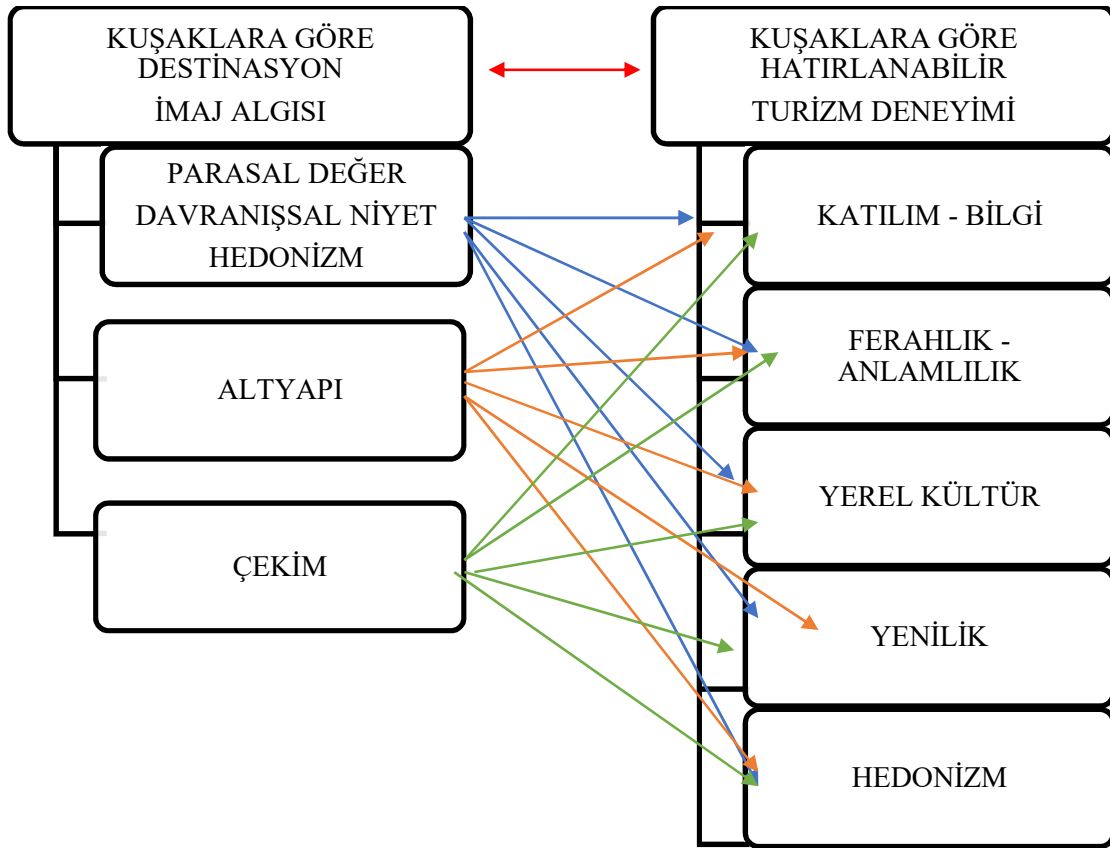 KUŞAKLARA GÖRE
DESTİNASYON
İMAJ ALGISI
PARASAL DEĞER
DAVRANIŞSAL NİYET
HEDONİZM
ALTYAPI
ÇEKİM
KUŞAKLARA GÖRE
HATIRLANABİLİR
TURİZM DENEYİMİ
KATILIM - BİLGİ
FERAHLIK -
ANLAMLILIK
YEREL KÜLTÜR
YENİLİK
HEDONİZM